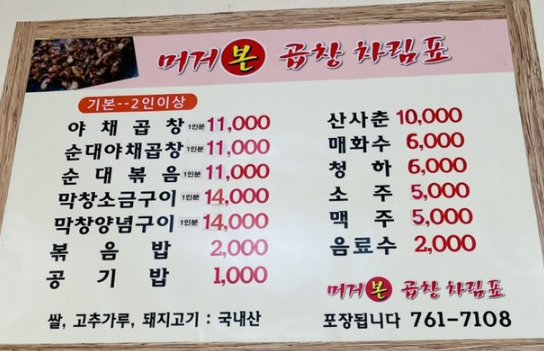 머거본 곱창 차림표
기본--2인이상
야채곱창 1인분 11,000
순대야채곱창 1인분 11,000
순대볶음 1인분 11,000
막창소금구이 1인분 14,000
막창양념구이 1인분 14,000
볶음밥 2,000
공기밥 1,000
쌀, 고추가루, 돼지고기 : 국내산
산사춘 10,000
매화수 6,000
청하 6,000
소주 5,000
맥주 5,000
음료수 2,000
머거본 곱창 차림표
포장됩니다 761-7108